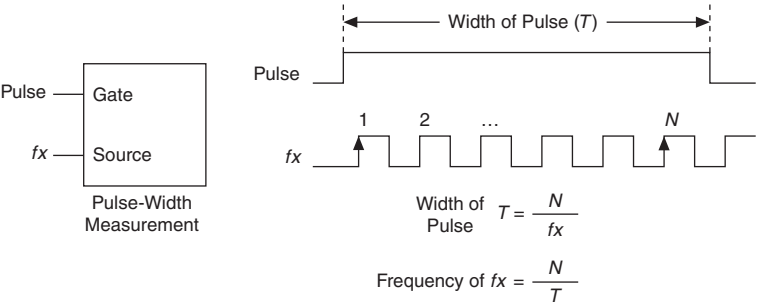 Width of Pulse (T)
Pulse
Pulse
Gate
1 2 ... N
fx
Source
fx
Pulse-Width
Measurement
Width of
Pulse
T = N / fx
Frequency of fx = N / T